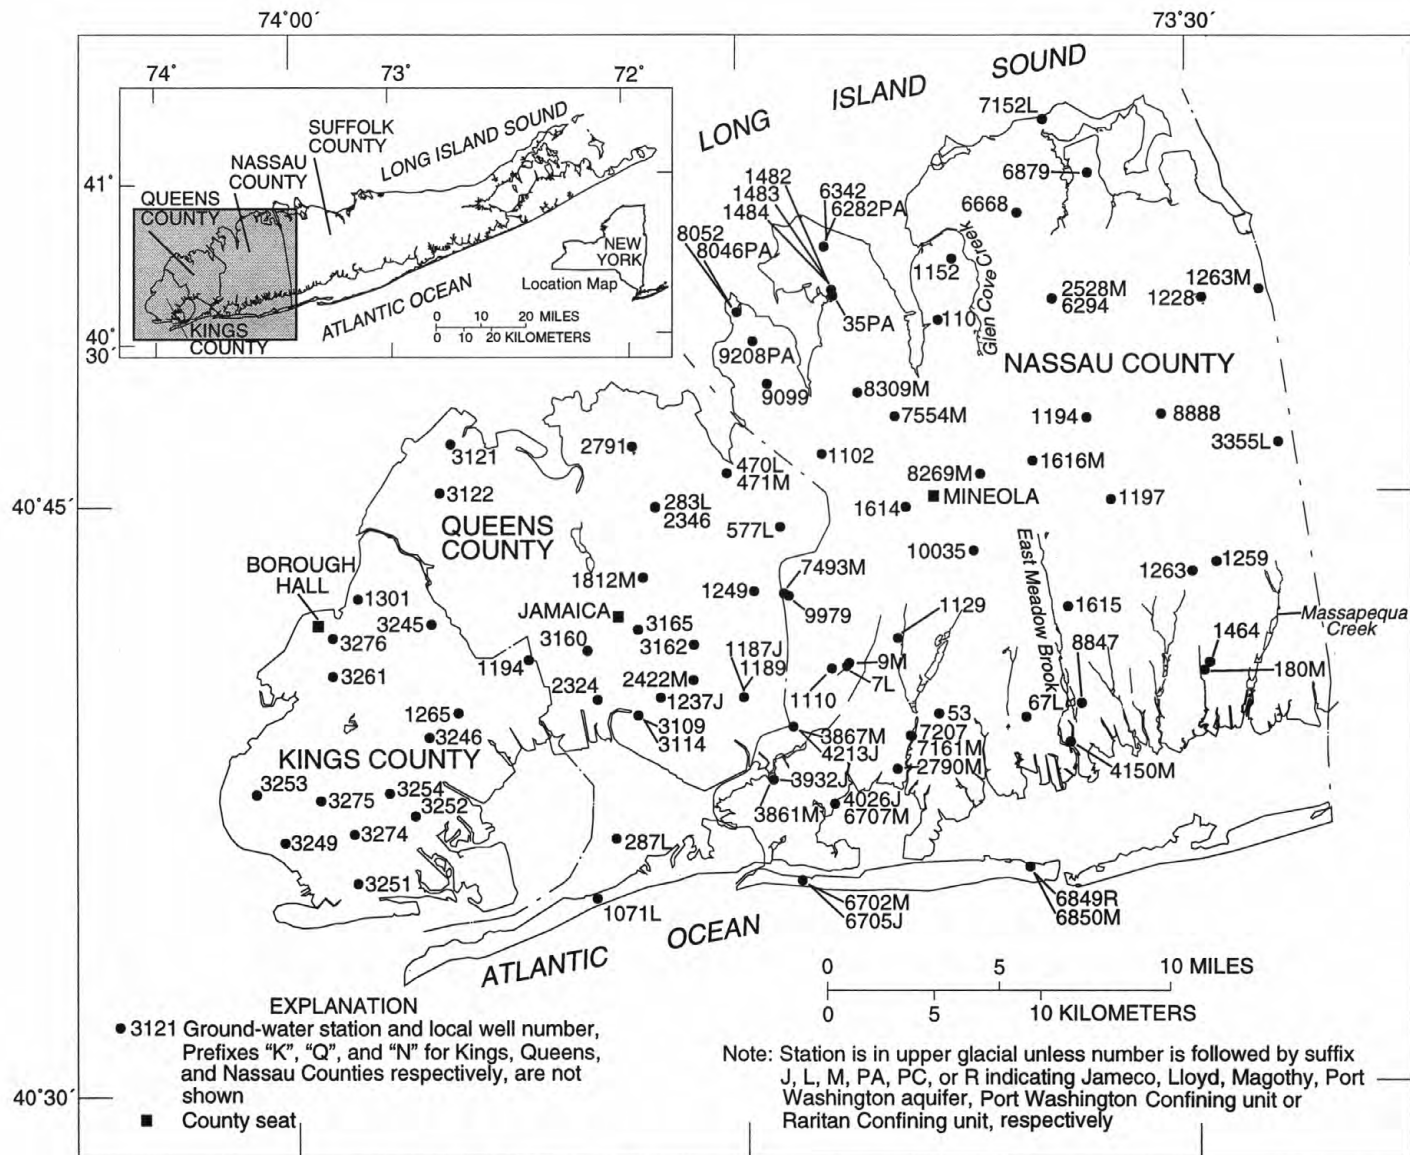 74°00´
73°30´
74°
73°
72°
41°
40°
30´
SUFFOLK
COUNTY
NASSAU
COUNTY
QUEENS
COUNTY
KINGS
COUNTY
LONG ISLAND SOUND
ATLANTIC OCEAN
NEW
YORK
Location Map
0 10 20 MILES
0 10 20 KILOMETERS
LONG ISLAND SOUND
7152L
6879
6668
1482
1483
1484
6342
6282PA
8052
8046PA
1152
Glen Cove Creek
2528M
6294
1263M
1228
35PA
110
9208PA
NASSAU COUNTY
9099
8309M
7554M
1194
8888
3355L
3121
2791
1102
470L
471M
8269M
1616M
3122
MINEOLA
1197
40°45´
283L
2346
1614
QUEENS
COUNTY
577L
10035
East Meadow Brook
BOROUGH
HALL
1812M
7493M
1263
1259
1249
1301
JAMAICA
9979
1129
1615
Massapequa
Creek
3245
3165
3276
3160
3162
1187J
1189
8847
1464
1194
9M
7L
180M
3261
2422M
1110
2324
1237J
67L
1265
3109
3114
53
3246
3867M
4213J
7207
7161M
KINGS COUNTY
2790M
4150M
3932J
3253
3254
3275
3252
3861M
4026J
6707M
3249
3274
287L
3251
1071L
6702M
6705J
6849R
6850M
ATLANTIC OCEAN
0 5 10 MILES
0 5 10 KILOMETERS
EXPLANATION
3121 Ground-water station and local well number,
Prefixes “K”, “Q”, and “N” for Kings, Queens,
and Nassau Counties respectively, are not
shown
County seat
40°30´
Note: Station is in upper glacial unless number is followed by suffix
J, L, M, PA, PC, or R indicating Jameco, Lloyd, Magothy, Port
Washington aquifer, Port Washington Confining unit or
Raritan Confining unit, respectively